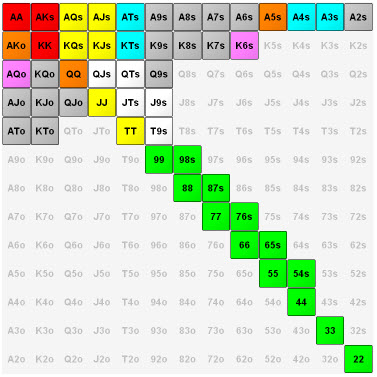 AA AKs AQs AJs ATs A9s A8s A7s A6s A5s A4s A3s A2s
AKo KK KQs KJs KTs K9s K8s K7s K6s K5s K4s K3s K2s
AQo KQo QQ QJs QTs Q9s Q8s Q7s Q6s Q5s Q4s Q3s Q2s
AJo KJo QJo JJ JTs J9s J8s J7s J6s J5s J4s J3s J2s
ATo KTo QTo JTo TT T9s T8s T7s T6s T5s T4s T3s T2s
A9o K9o Q9o J9o T9o 99 98s 97s 96s 95s 94s 93s 92s
A8o K8o Q8o J8o T8o 98o 88 87s 86s 85s 84s 83s 82s
A7o K7o Q7o J7o T7o 97o 87o 77 76s 75s 74s 73s 72s
A6o K6o Q6o J6o T6o 96o 86o 76o 66 65s 64s 63s 62s
A5o K5o Q5o J5o T5o 95o 85o 75o 65o 55 54s 53s 52s
A4o K4o Q4o J4o T4o 94o 84o 74o 64o 54o 44 43s 42s
A3o K3o Q3o J3o T3o 93o 83o 73o 63o 53o 43o 33 32s
A2o K2o Q2o J2o T2o 92o 82o 72o 62o 52o 42o 32o 22